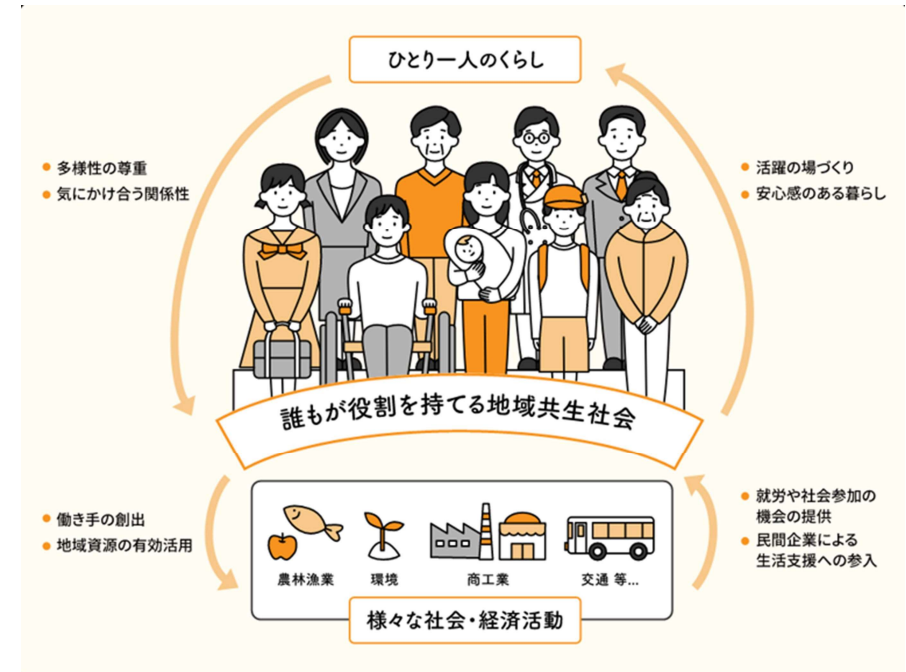 ひとり一人のくらし
● 多様性の尊重
● 気にかけ合う関係性
● 活躍の場づくり
● 安心感のある暮らし
誰もが役割を持てる地域共生社会
● 働き手の創出
● 地域資源の有効活用
● 就労や社会参加の
機会の提供
● 民間企業による
生活支援への参入
農林漁業
環境
商工業
交通 等...
様々な社会・経済活動